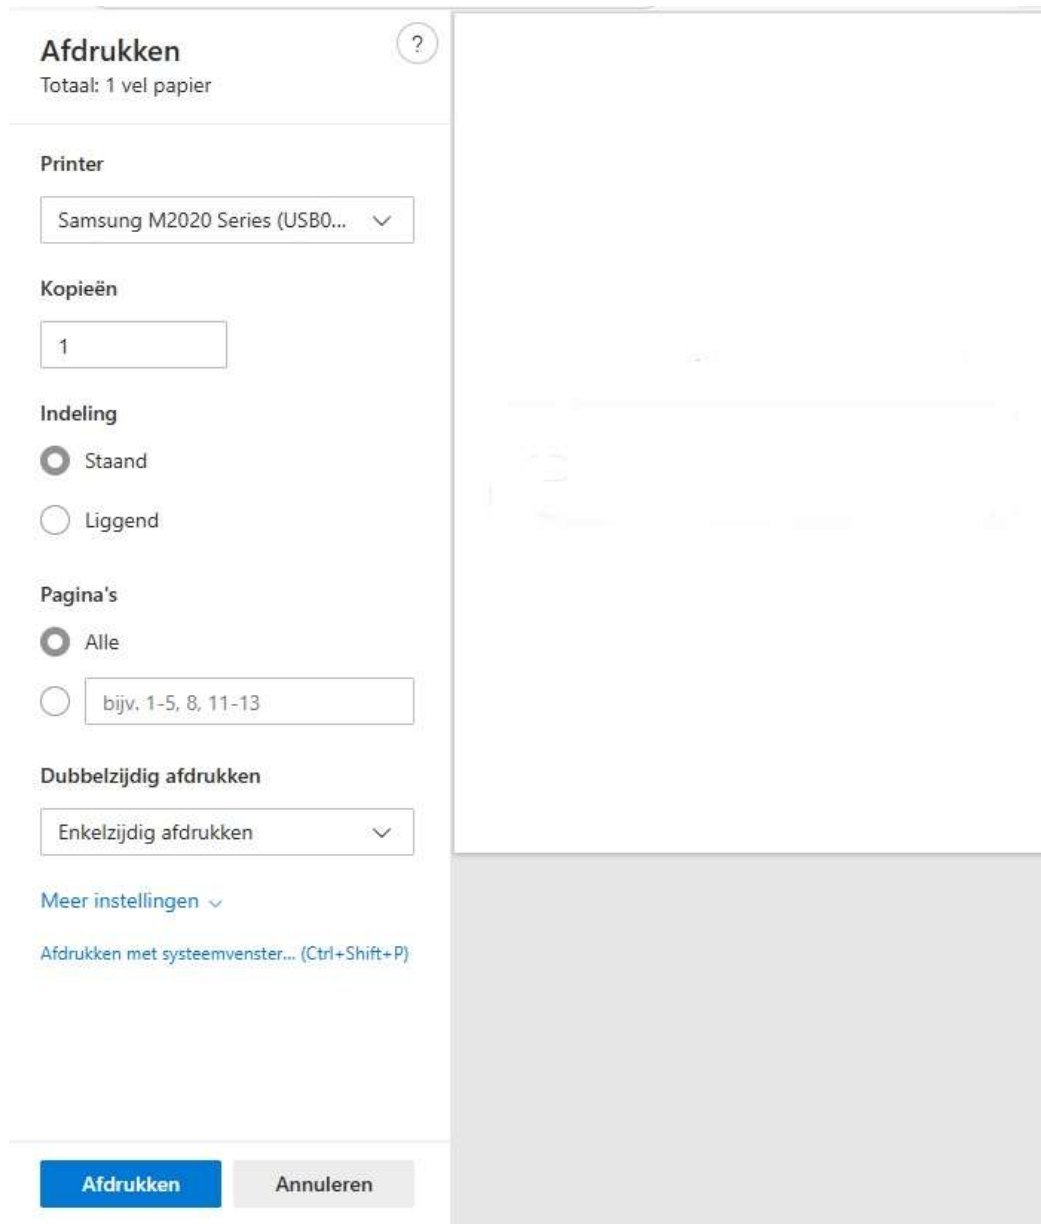 Afdrukken
?
Totaal: 1 vel papier
Printer
Samsung M2020 Series (USB0...
Kopieën
1
Indeling
Staand
Liggend
Pagina's
Alle
bijv. 1-5, 8, 11-13
Dubbelzijdig afdrukken
Enkelzijdig afdrukken
Meer instellingen
Afdrukken met systeemvenster... (Ctrl+Shift+P)
Afdrukken
Annuleren